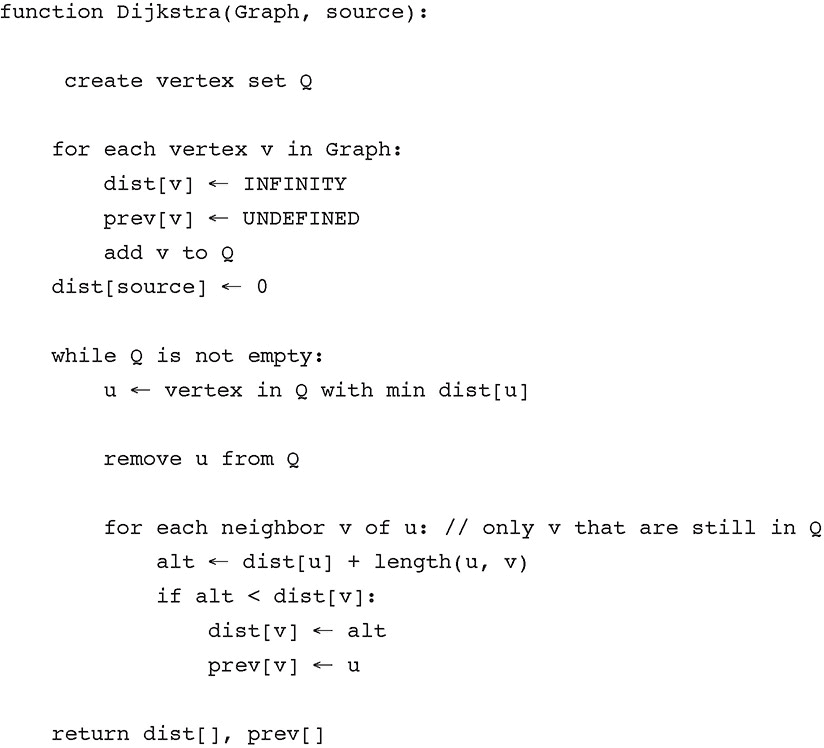 function Dijkstra(Graph, source):
create vertex set Q
for each vertex v in Graph:
dist[v] ← INFINITY
prev[v] ← UNDEFINED
add v to Q
dist[source] ← 0
while Q is not empty:
u ← vertex in Q with min dist[u]
remove u from Q
for each neighbor v of u: // only v that are still in Q
alt ← dist[u] + length(u, v)
if alt < dist[v]:
dist[v] ← alt
prev[v] ← u
return dist[], prev[]